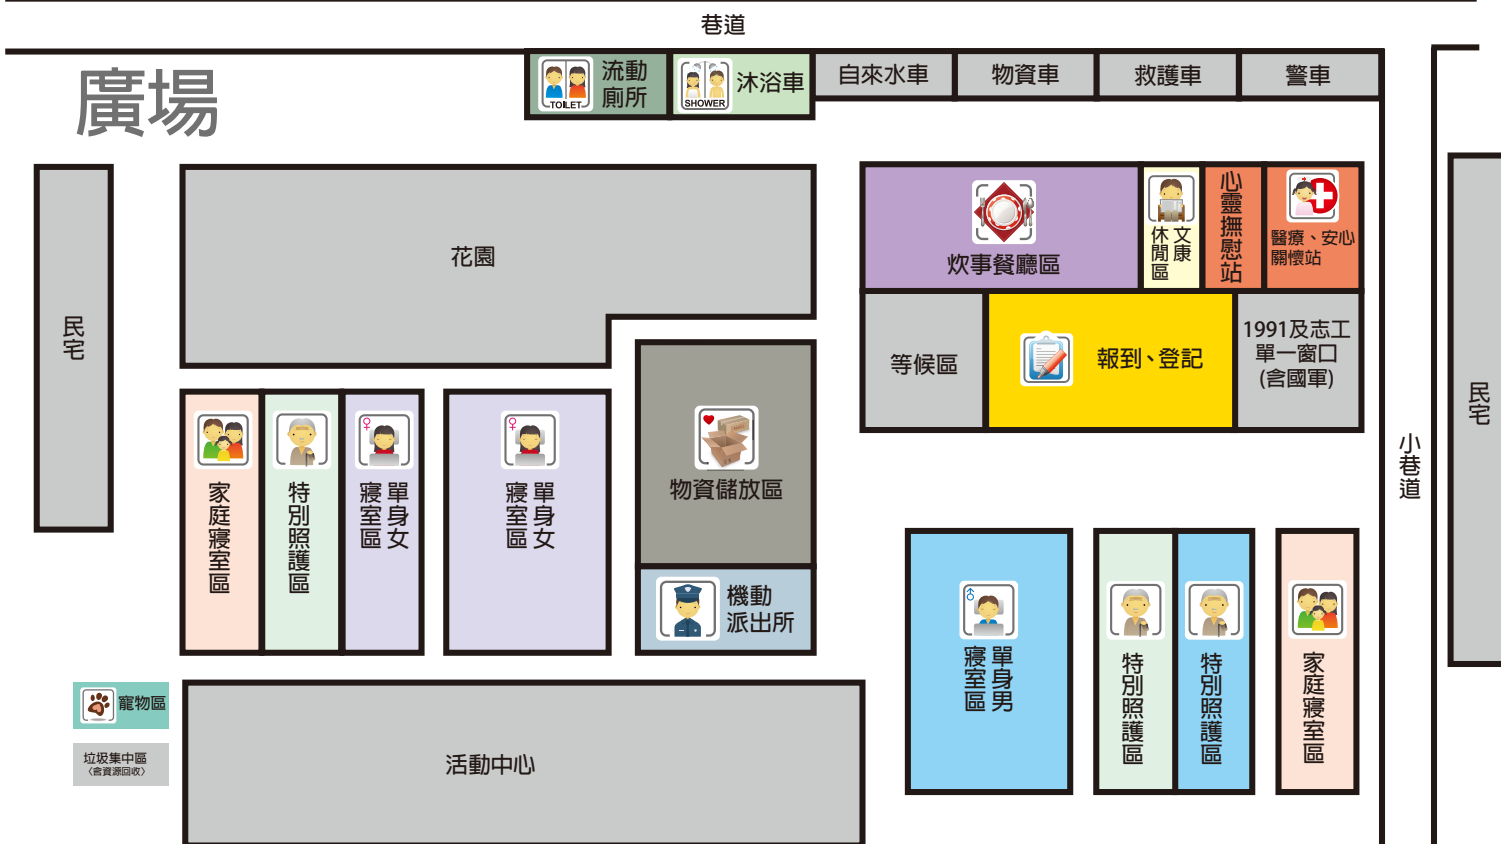 巷道
廣場
TOILET
流動
廁所
SHOWER
沐浴車
自來水車
物資車
救護車
警車
民宅
花園
炊事餐廳區
文康
休閒區
心靈撫慰站
醫療、安心
關懷站
等候區
報到、登記
1991及志工
單一窗口
(含國軍)
民宅
小巷道
家庭寢室區
特別照護區
單身女
寢室區
單身女
寢室區
物資儲放區
機動
派出所
單身男
寢室區
特別照護區
特別照護區
家庭寢室區
寵物區
垃圾集中區
〈含資源回收〉
活動中心